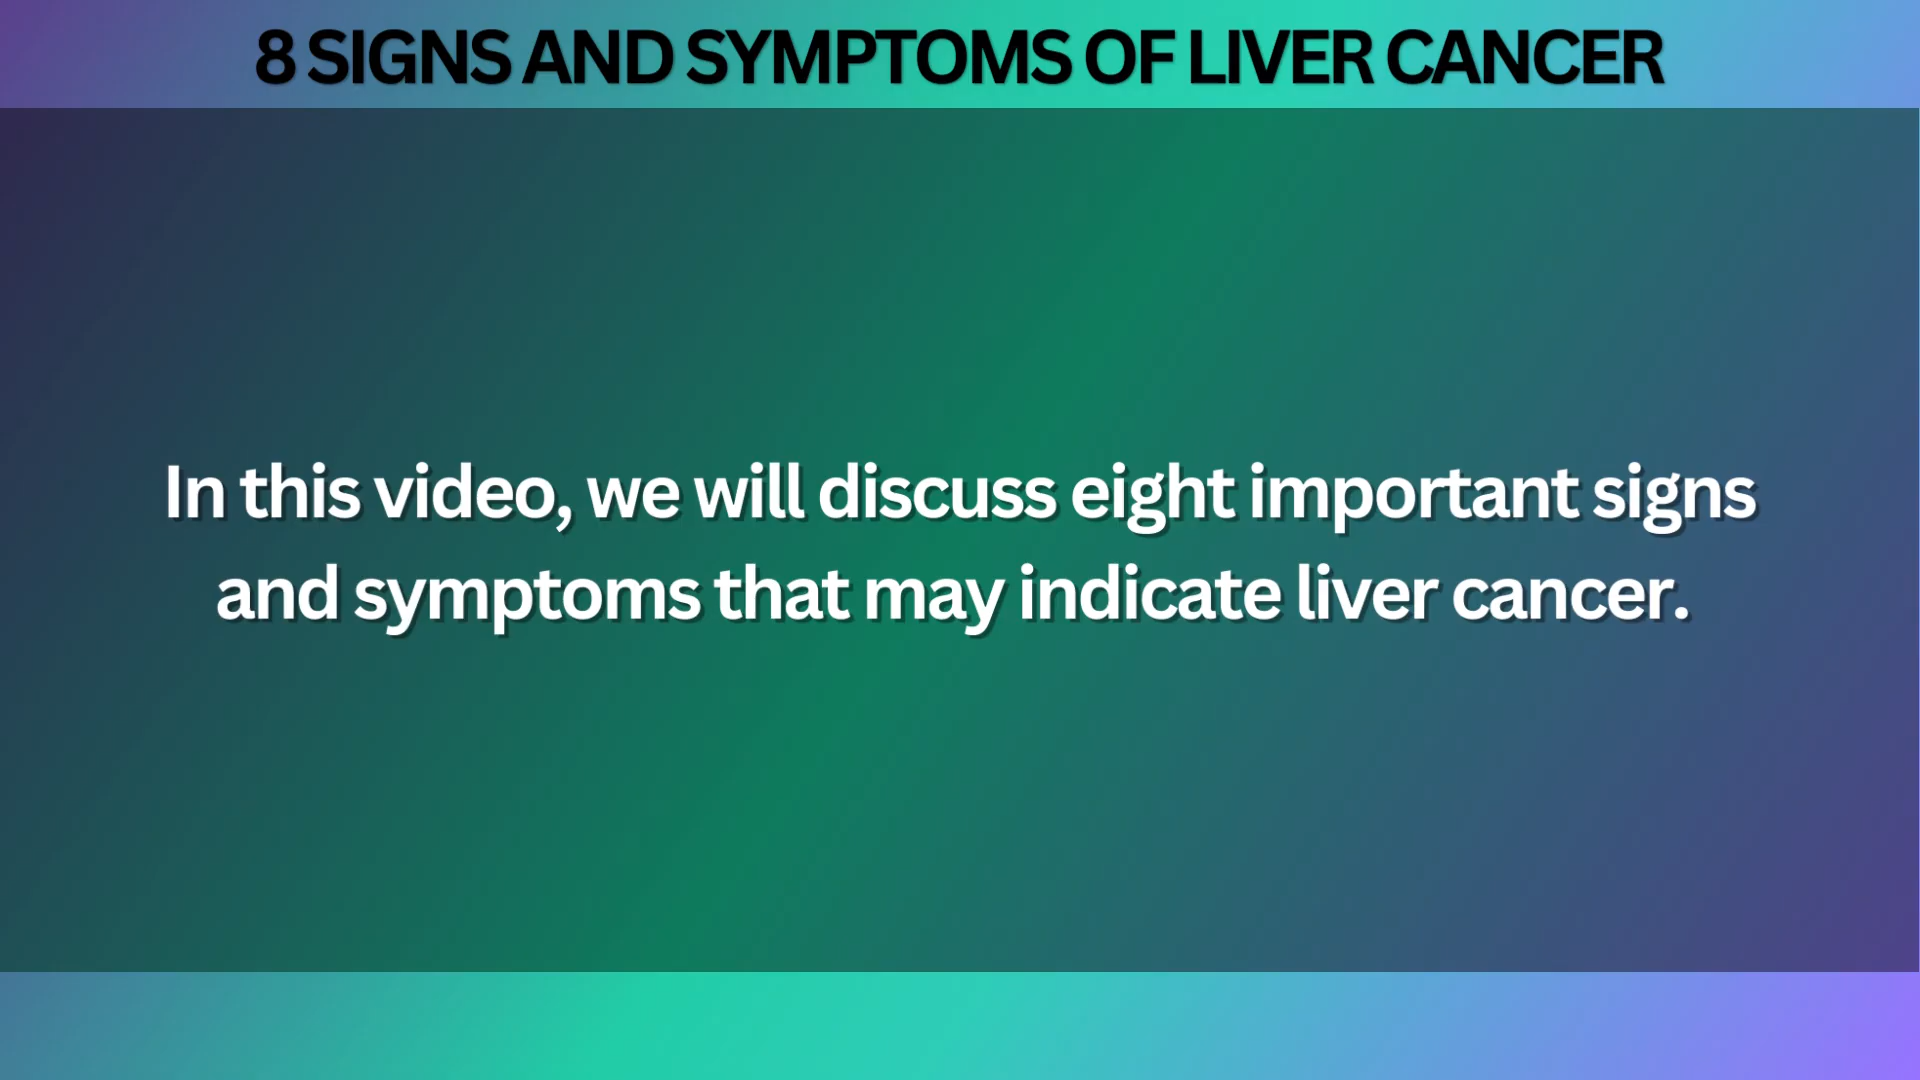 8 SIGNS AND SYMPTOMS OF LIVER CANCER
In this video, we will discuss eight important signs
and symptoms that may indicate liver cancer.